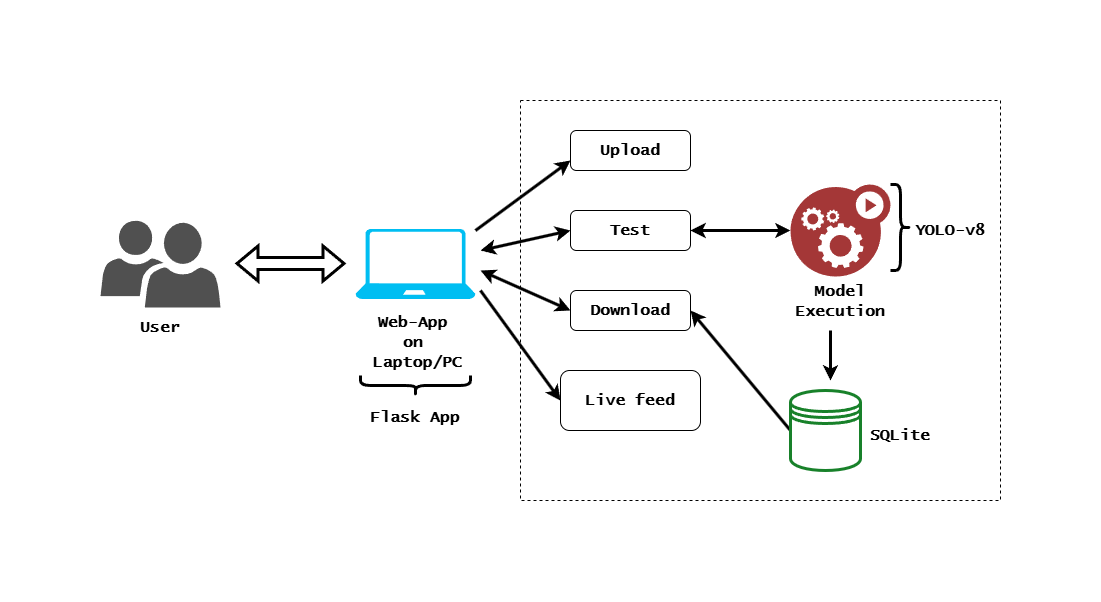 User
Web-App
on
Laptop/PC
Flask App
Upload
Test
Download
Live feed
Model
Execution
YOLO-v8
SQLite